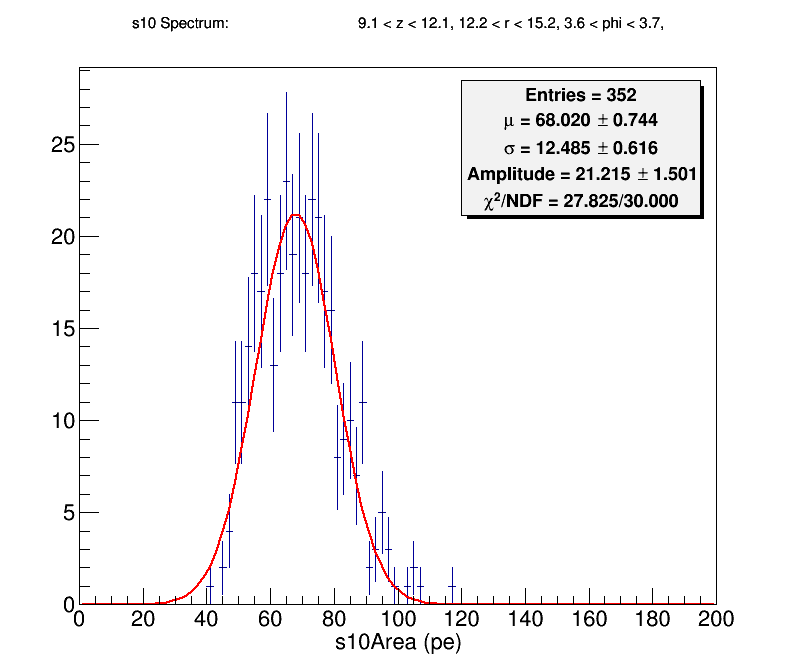 s10 Spectrum: 9.1 < z < 12.1, 12.2 < r < 15.2, 3.6 < phi < 3.7,
Entries = 352
μ = 68.020 ± 0.744
σ = 12.485 ± 0.616
Amplitude = 21.215 ± 1.501
χ²/NDF = 27.825/30.000
25
20
15
10
5
0
0 20 40 60 80 100 120 140 160 180 200
s10Area (pe)